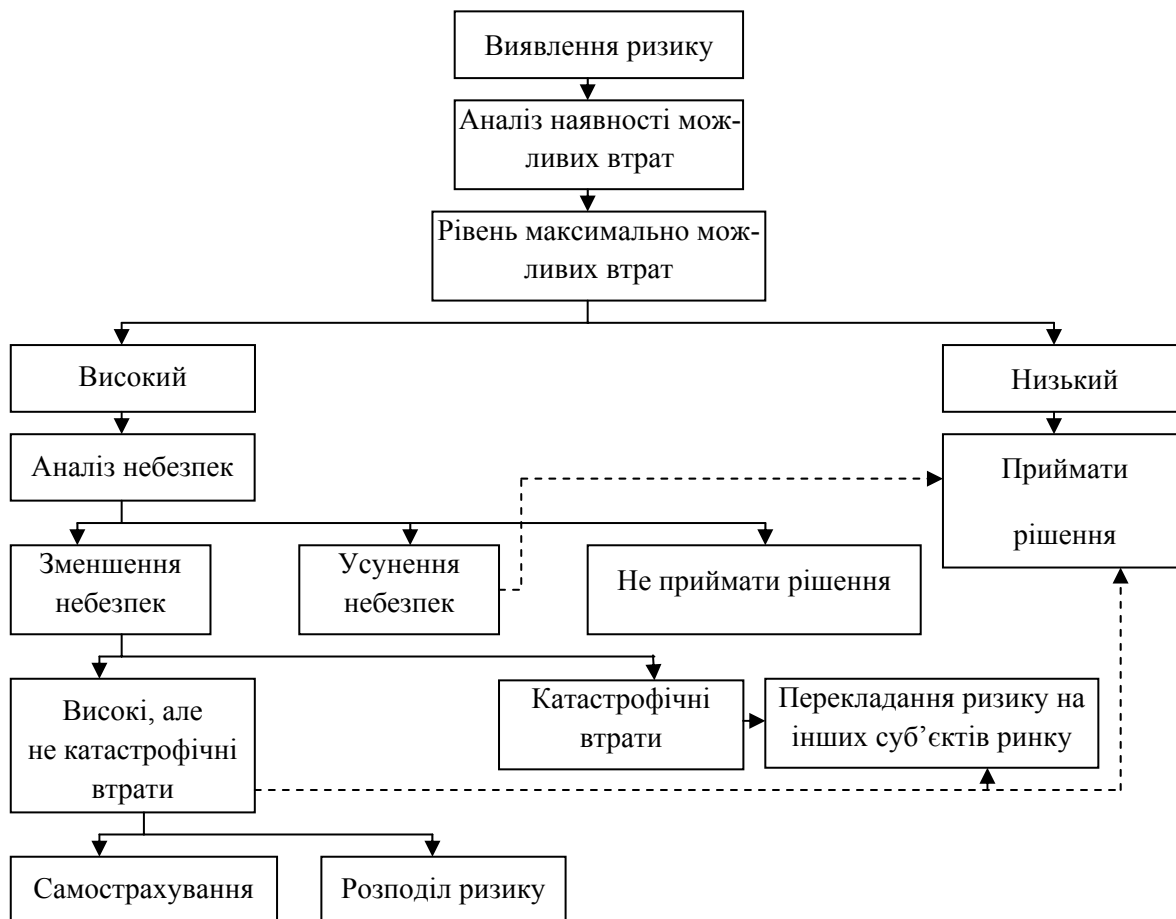 Виявлення ризику
Аналіз наявності мож-
ливих втрат
Рівень максимально мож-
ливих втрат
Високий
Низький
Аналіз небезпек
Приймати
рішення
Зменшення
небезпек
Усунення
небезпек
Не приймати рішення
Високі, але
не катастрофічні
втрати
Катастрофічні
втрати
Перекладання ризику на
інших суб’єктів ринку
Самострахування
Розподіл ризику